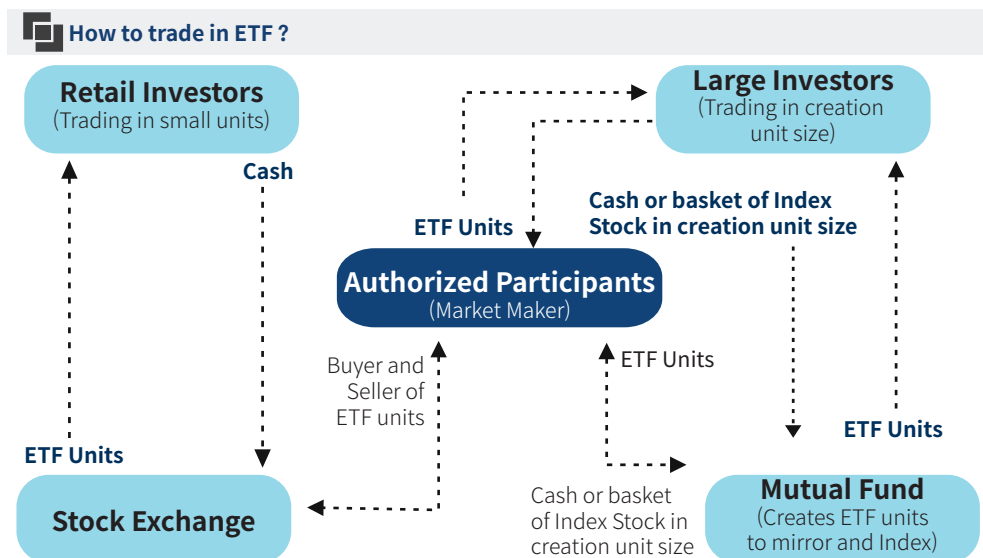 How to trade in ETF ?
Retail Investors
(Trading in small units)
Large Investors
(Trading in creation
unit size)
Cash
ETF Units
Cash or basket of Index
Stock in creation unit size
Authorized Participants
(Market Maker)
Buyer and
Seller of
ETF units
ETF Units
ETF Units
ETF Units
Stock Exchange
Cash or basket
of Index Stock in
creation unit size
Mutual Fund
(Creates ETF units
to mirror and Index)